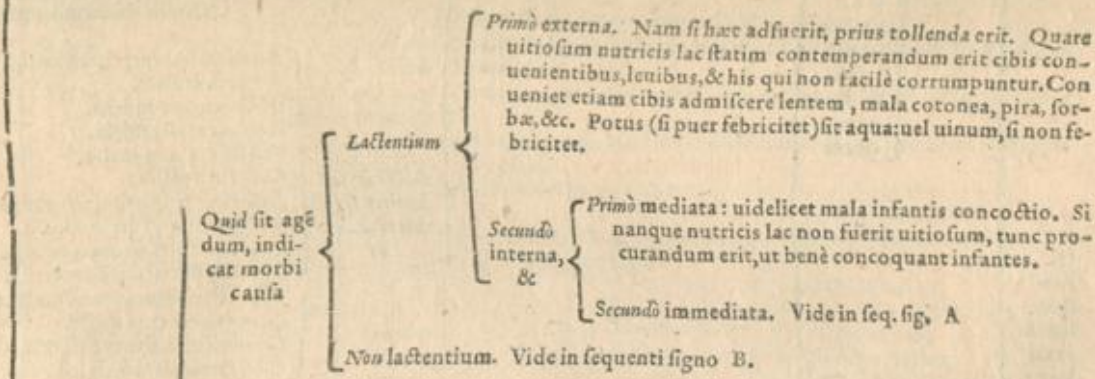 Primò externa. Nam ſi hæc adfuerit, prius tollenda erit. Quare
uitioſum nutricis lac ſtatim contemperandum erit cibis con-
uenientibus, lenibus, & his qui non facilè corrumpuntur. Con
ueniet etiam cibis admiſcere lentem, mala cotonea, pira, ſor-
bæ, &c. Potus (ſi puer febricitet) ſit aqua: uel uinum, ſi non fe-
bricitet.
Lactentium
Quid ſit agē
dum, indi-
cat morbi
cauſa
Secundò
interna,
&
Primò mediata: uidelicet mala infantis concoctio. Si
nanque nutricis lac non fuerit uitioſum, tunc pro-
curandum erit, ut benè concoquant infantes.
Secundò immediata. Vide in ſeq. ſig. A
Non lactentium. Vide in ſequenti ſigno B.